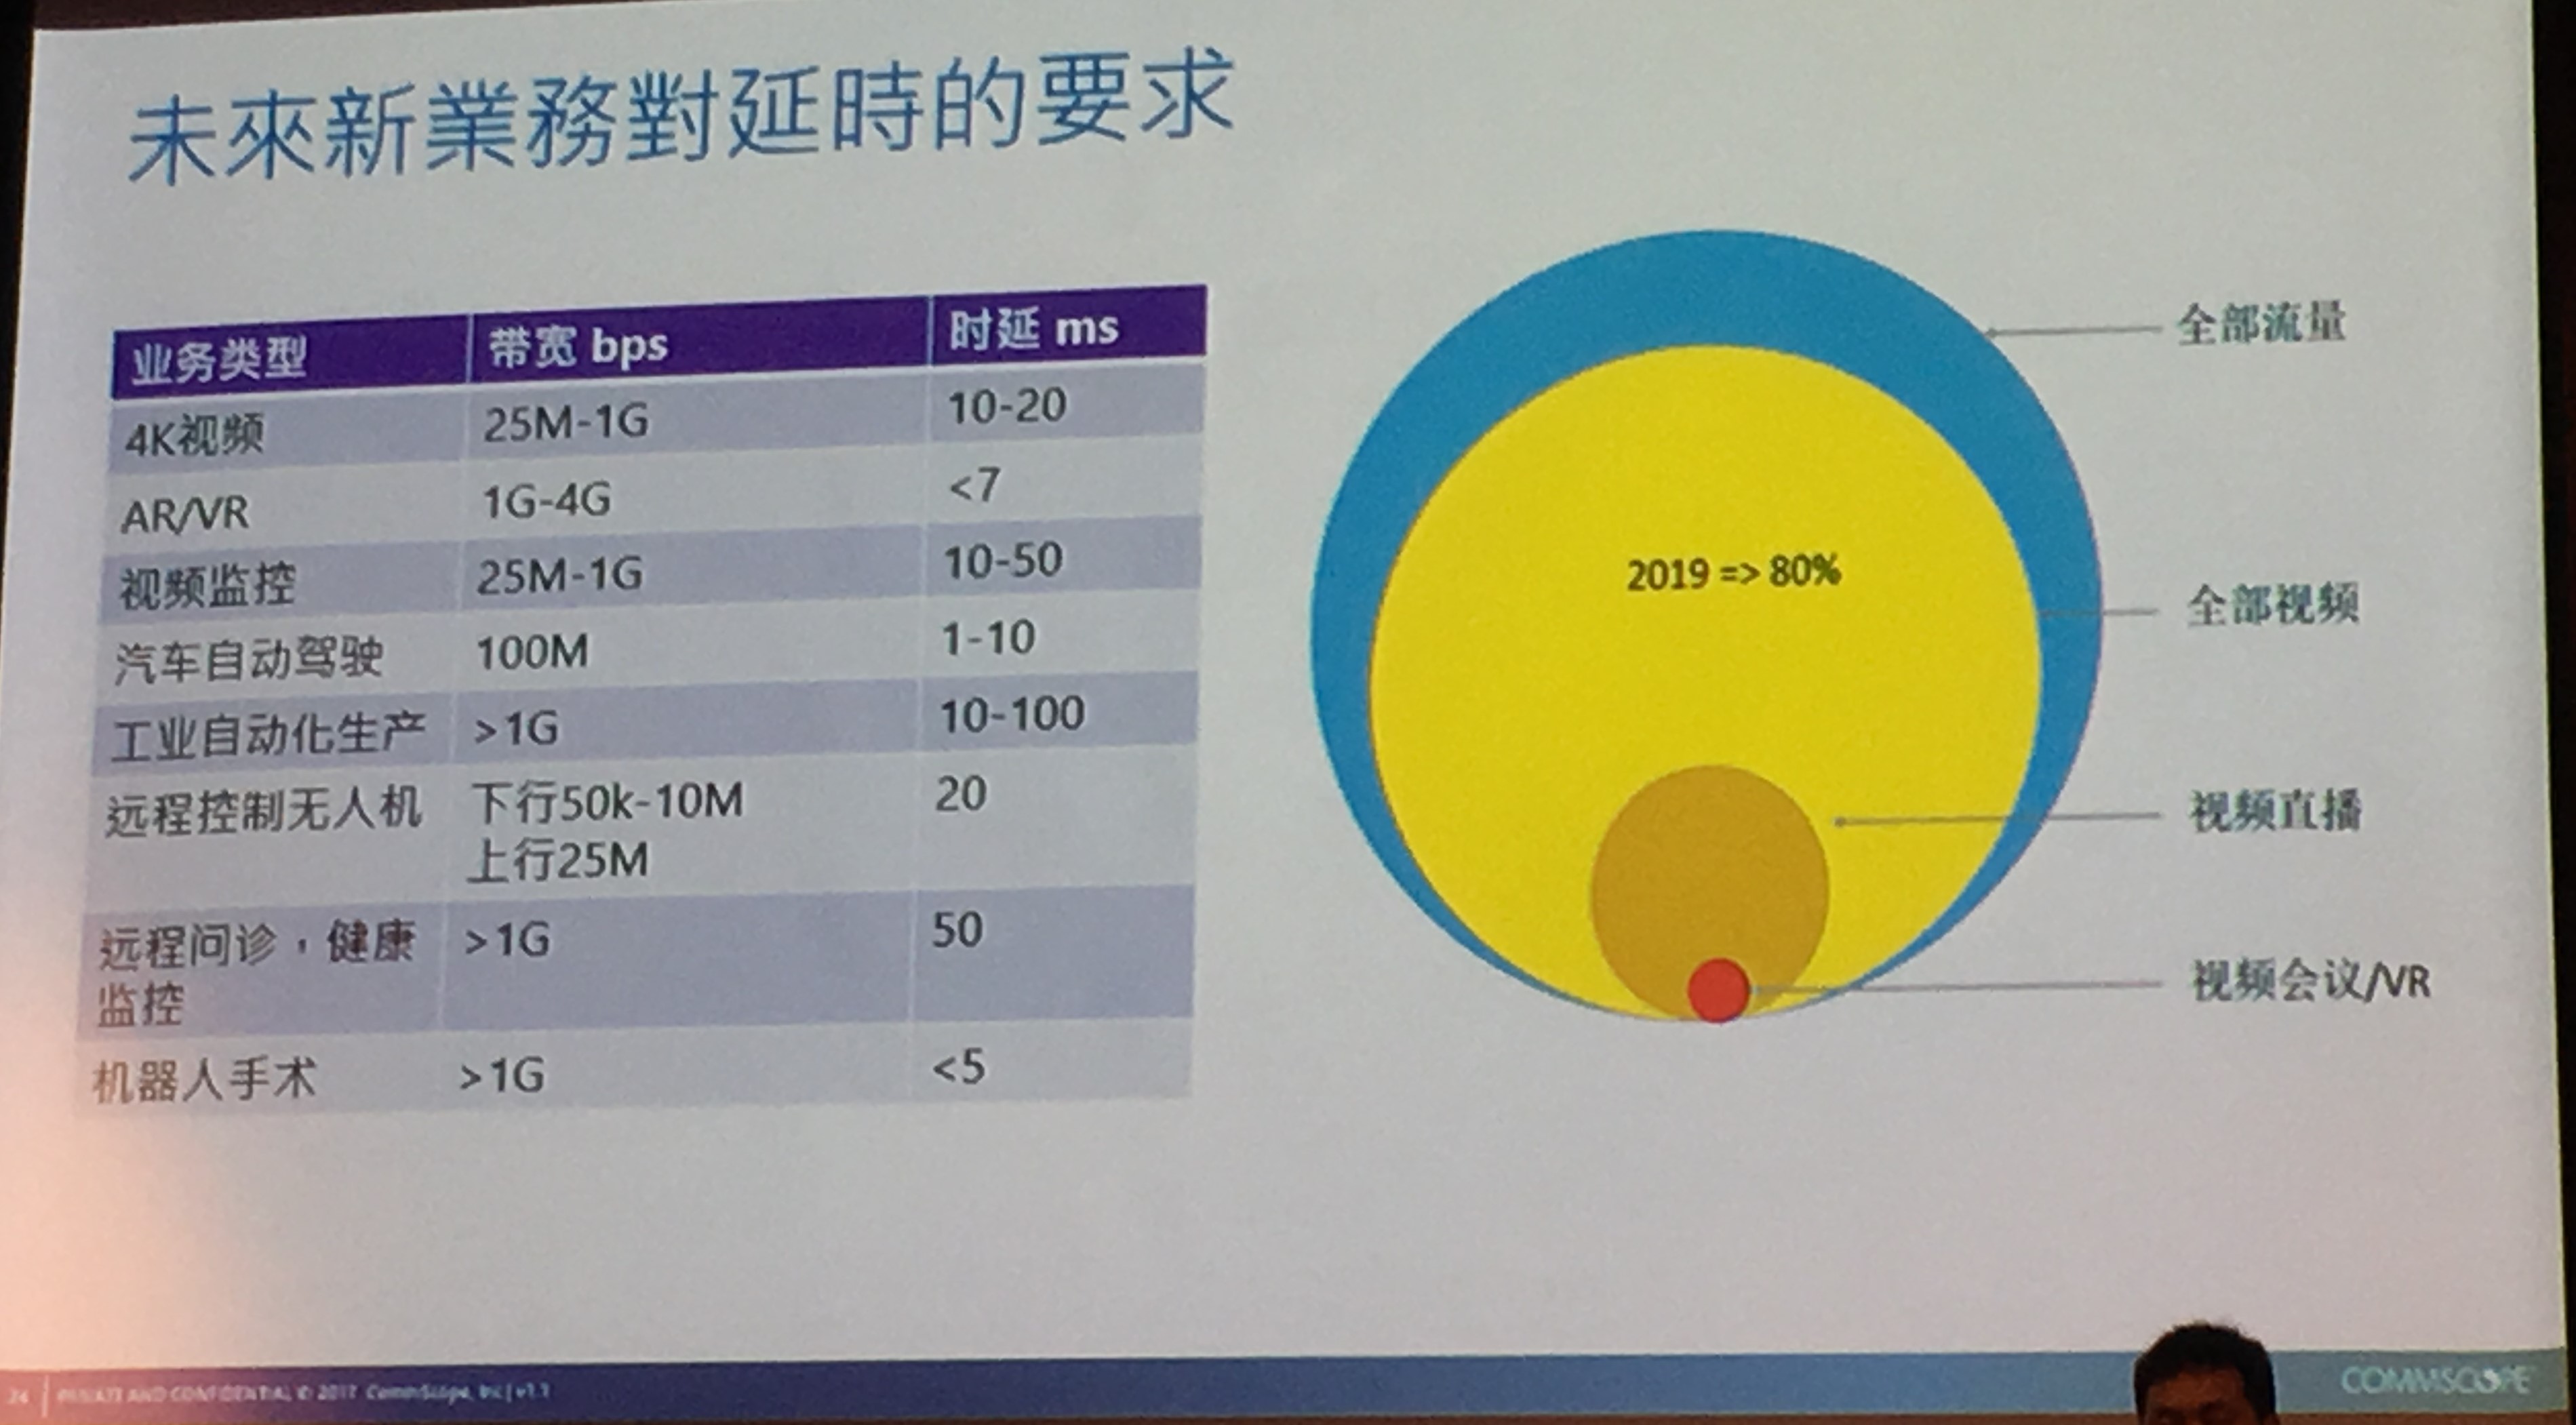 未來新業務對延時的要求
业务类型 带宽 bps 时延 ms
4K视频 25M-1G 10-20
AR/VR 1G-4G <7
视频监控 25M-1G 10-50
汽车自动驾驶 100M 1-10
工业自动化生产 >1G 10-100
远程控制无人机 下行50k-10M 20
上行25M
远程问诊，健康 >1G 50
监控
机器人手术 >1G <5
全部流量
2019 => 80%
全部视频
视频直播
视频会议/VR
24 PRIVATE AND CONFIDENTIAL © 2017 CommScope, Inc | v1.1
COMMSCOPE